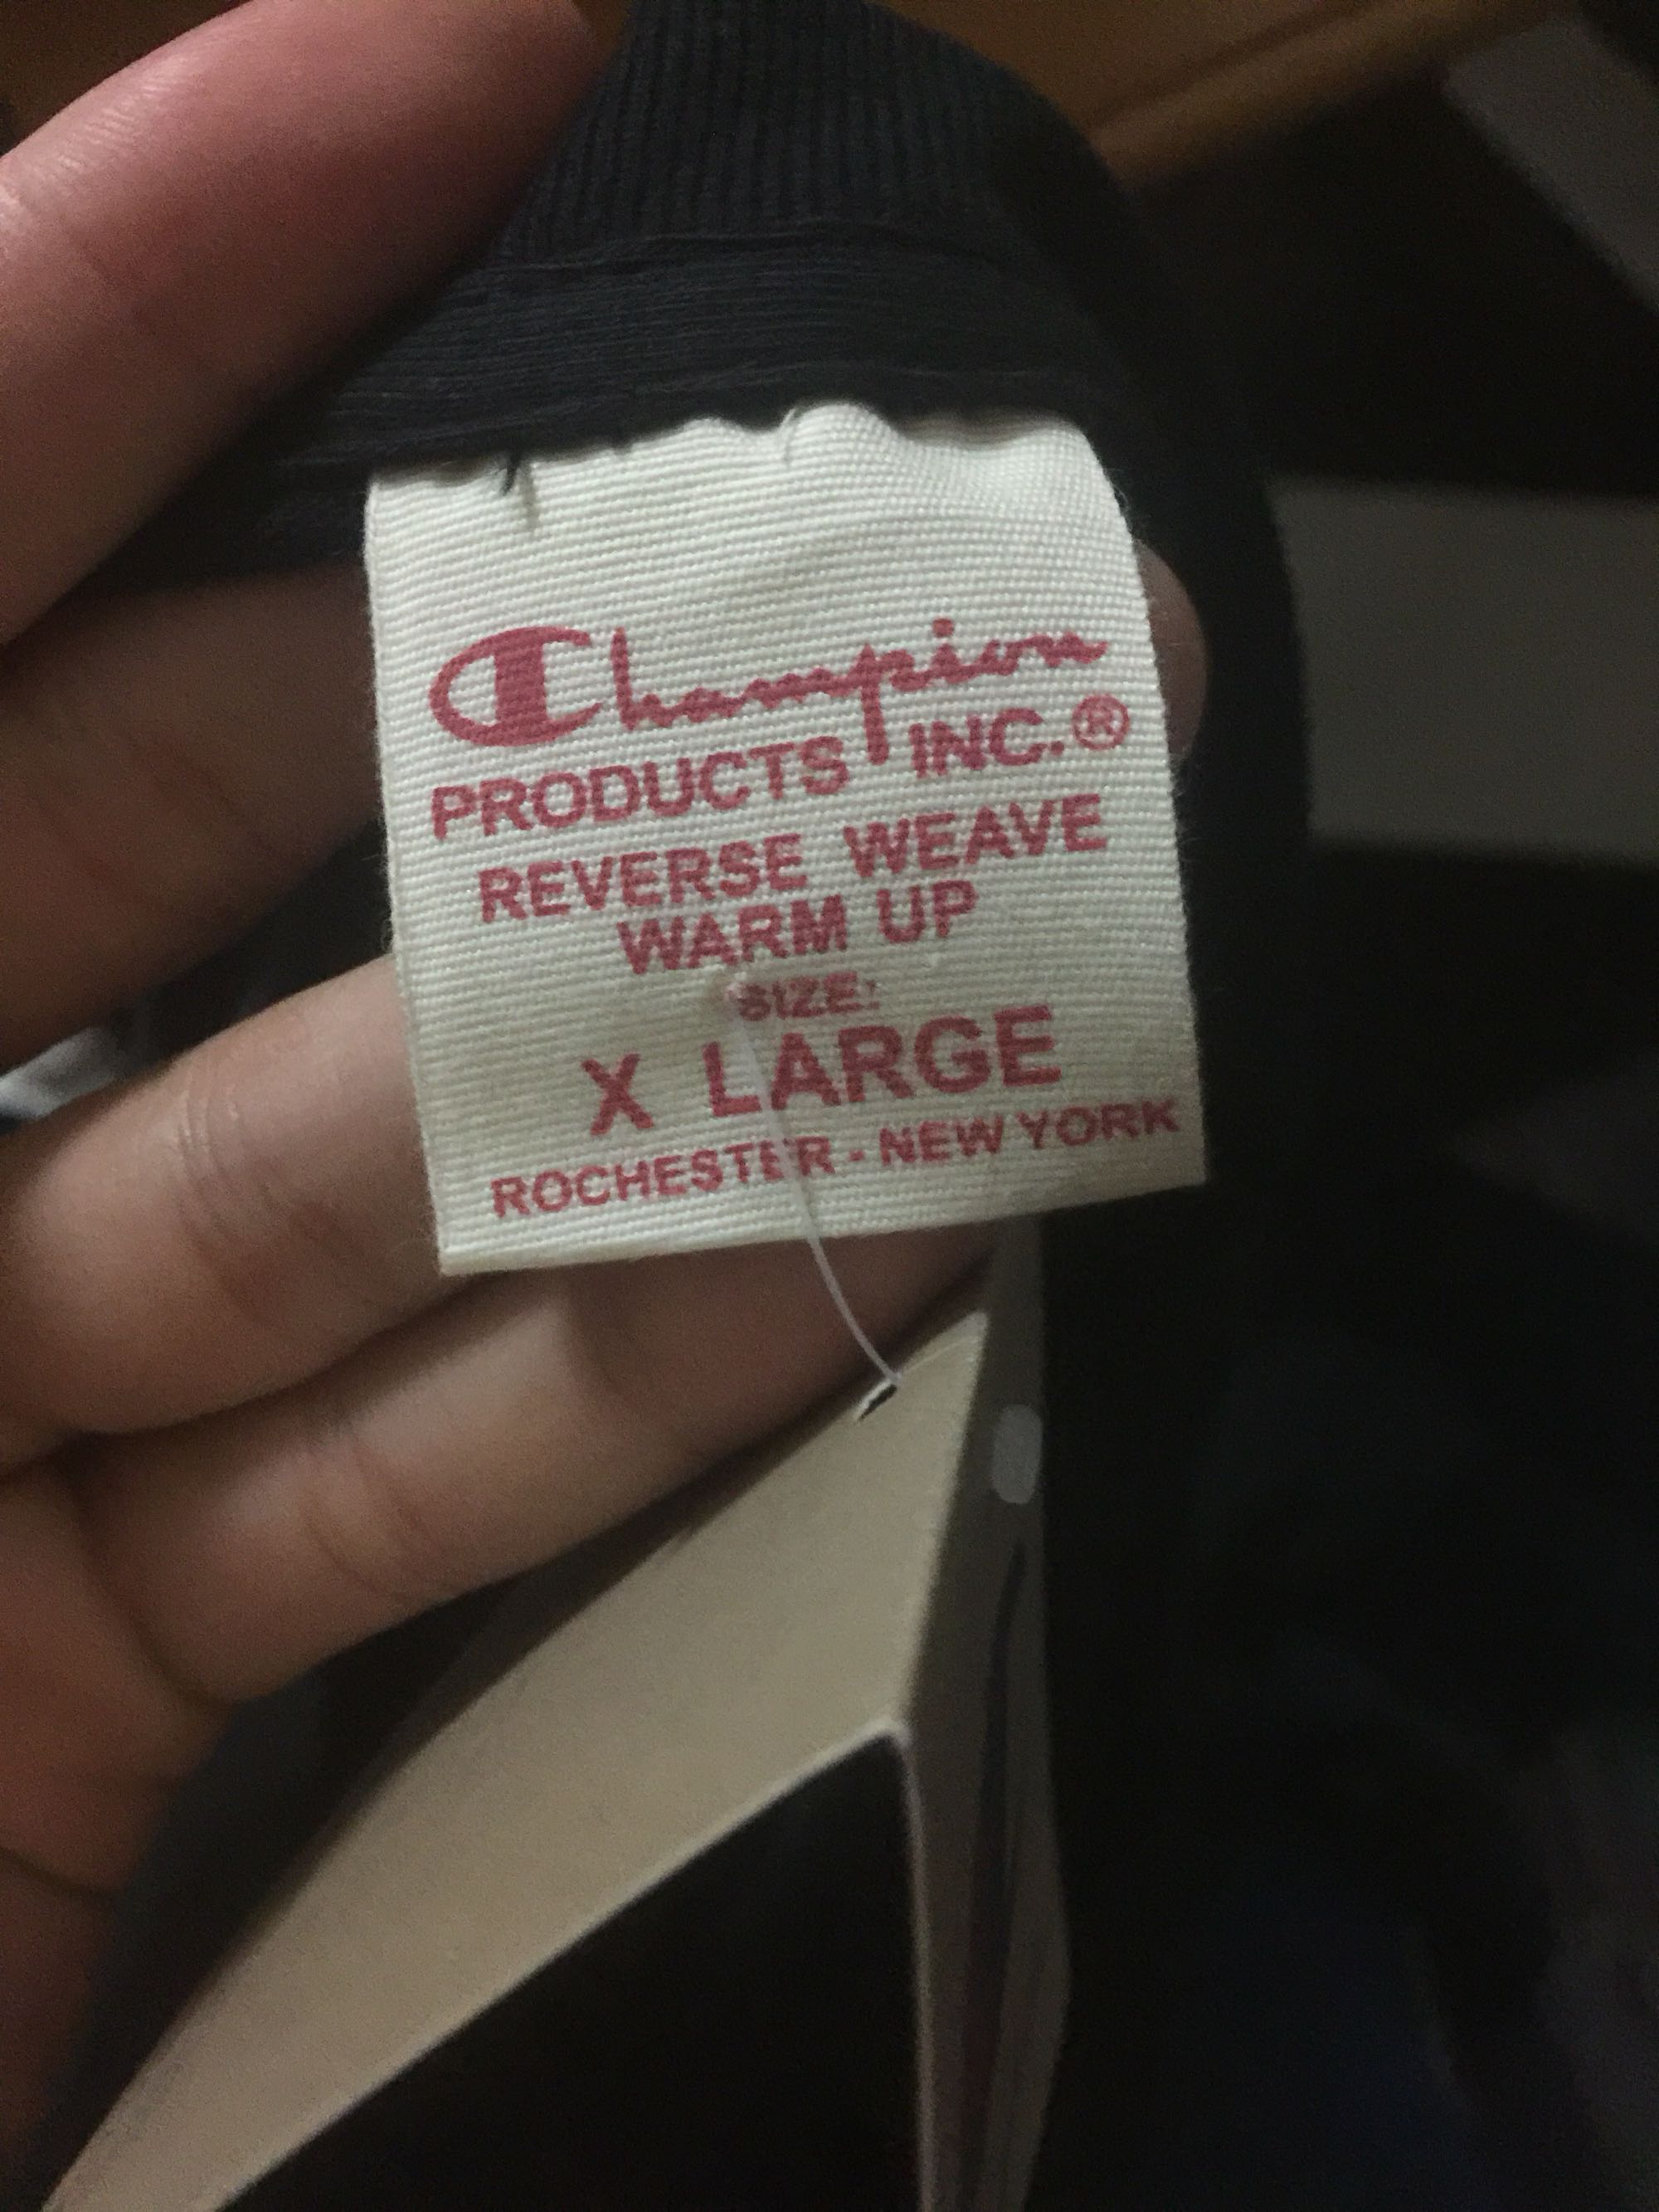 Champion
PRODUCTS INC.®
REVERSE WEAVE
WARM UP
SIZE:
X LARGE
ROCHESTER - NEW YORK